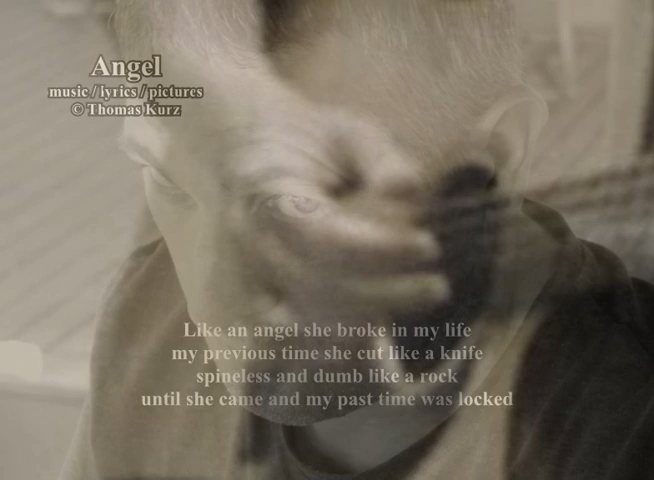 Angel
music / lyrics / pictures
© Thomas Kurz
Like an angel she broke in my life
my previous time she cut like a knife
spineless and dumb like a rock
until she came and my past time was locked